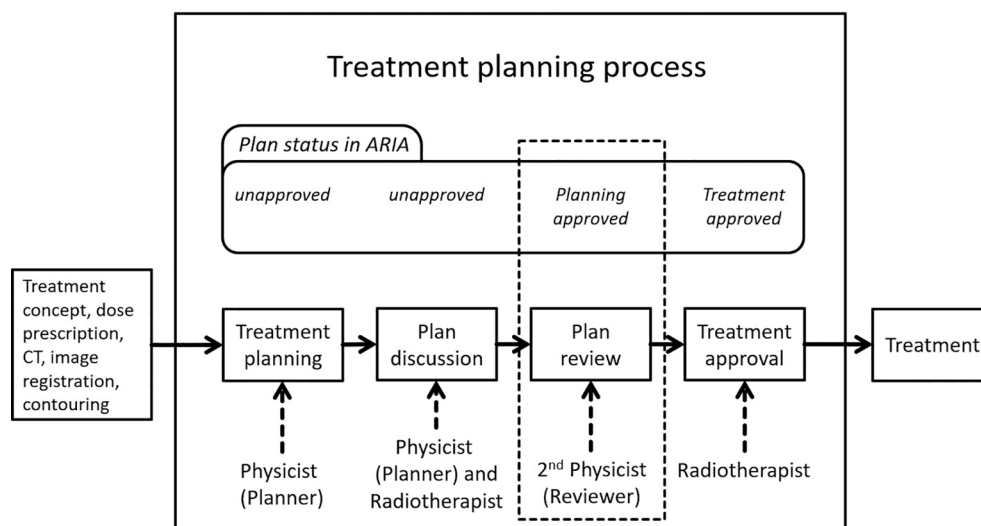 Treatment planning process
Plan status in ARIA
unapproved
unapproved
Planning
approved
Treatment
approved
Treatment
concept, dose
prescription,
CT, image
registration,
contouring
Treatment
planning
Plan
discussion
Plan
review
Treatment
approval
Treatment
Physicist
(Planner)
Physicist
(Planner) and
Radiotherapist
2nd Physicist
(Reviewer)
Radiotherapist